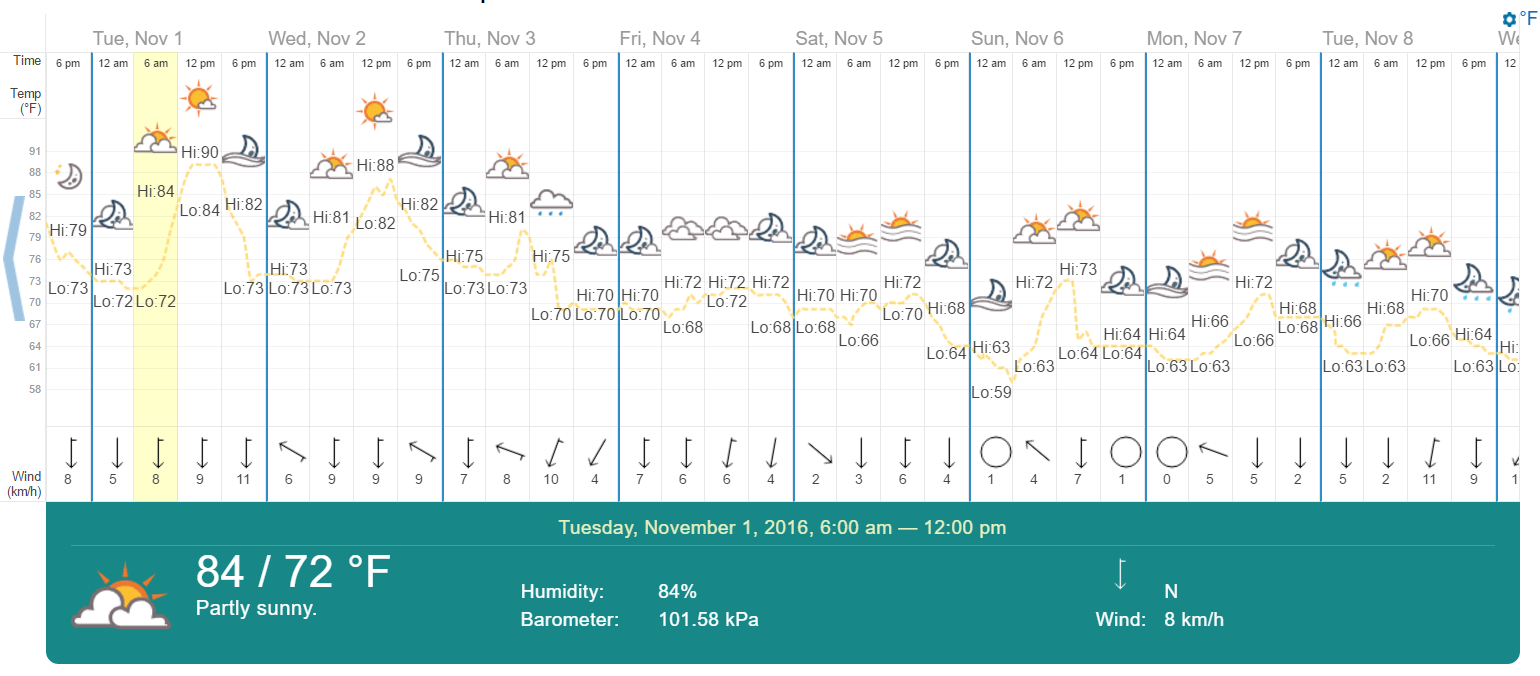 °F
Tue, Nov 1 Wed, Nov 2 Thu, Nov 3 Fri, Nov 4 Sat, Nov 5 Sun, Nov 6 Mon, Nov 7 Tue, Nov 8 We
Time 6 pm 12 am 6 am 12 pm 6 pm 12 am 6 am 12 pm 6 pm 12 am 6 am 12 pm 6 pm 12 am 6 am 12 pm 6 pm 12 am 6 am 12 pm 6 pm 12 am 6 am 12 pm 6 pm 12 am 6 am 12 pm 6 pm 12 am 6 am 12 pm 6 pm 12
Temp
(°F)
91
88
85
82
79
76
73
70
67
64
61
58
Hi:79 Lo:73
Hi:73 Lo:72
Hi:84 Lo:72
Hi:90 Lo:84
Hi:82 Lo:73
Hi:73 Lo:73
Hi:81 Lo:73
Hi:88 Lo:82
Hi:82 Lo:75
Hi:75 Lo:73
Hi:81 Lo:73
Hi:75 Lo:70
Hi:70 Lo:70
Hi:70 Lo:70
Hi:72 Lo:68
Hi:72 Lo:72
Hi:72 Lo:68
Hi:70 Lo:68
Hi:70 Lo:66
Hi:72 Lo:70
Hi:68 Lo:64
Hi:63 Lo:59
Hi:72 Lo:63
Hi:73 Lo:64
Hi:64 Lo:64
Hi:64 Lo:63
Hi:66 Lo:63
Hi:72 Lo:66
Hi:68 Lo:68
Hi:66 Lo:63
Hi:68 Lo:63
Hi:70 Lo:66
Hi:64 Lo:63
Hi: Lo:
Wind 8 5 8 9 11 6 9 9 9 7 8 10 4 7 6 6 4 2 3 6 4 1 4 7 1 0 5 5 2 5 2 11 9 1
(km/h)
Tuesday, November 1, 2016, 6:00 am — 12:00 pm
84 / 72 °F
Partly sunny.
Humidity: 84%
Barometer: 101.58 kPa
N
Wind: 8 km/h